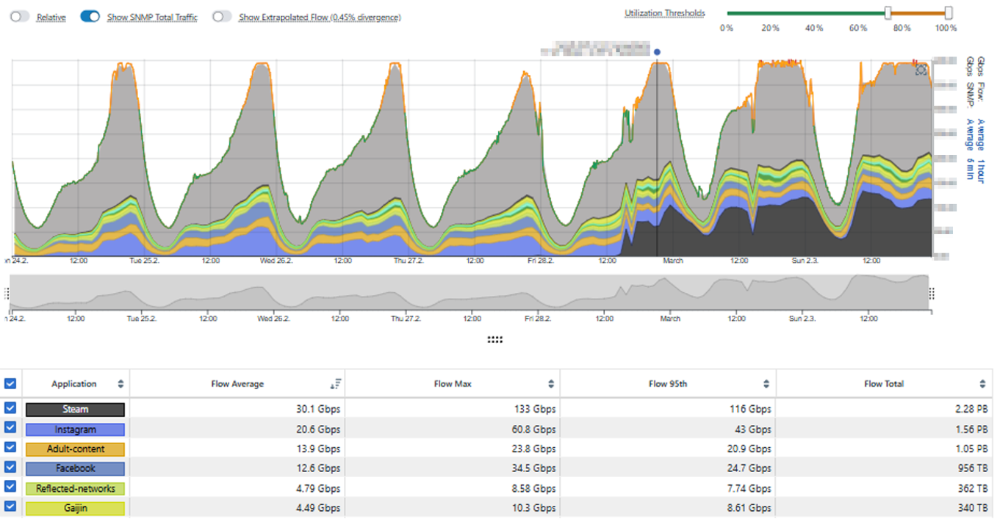 Relative Show SNMP Total Traffic Show Extrapolated Flow (0.45% divergence) Utilization Thresholds
0% 20% 40% 60% 80% 100%
Gbps Flow: Average 1 hour
Gbps SNMP: Average 6 min
24.2. 12:00 Tue 25.2. 12:00 Wed 26.2. 12:00 Thu 27.2. 12:00 Fri 28.2. 12:00 March 12:00 Sun 2.3. 12:00
24.2. 12:00 Tue 25.2. 12:00 Wed 26.2. 12:00 Thu 27.2. 12:00 Fri 28.2. 12:00 March 12:00 Sun 2.3. 12:00
Application Flow Average Flow Max Flow 95th Flow Total
Steam 30.1 Gbps 133 Gbps 116 Gbps 2.28 PB
Instagram 20.6 Gbps 60.8 Gbps 43 Gbps 1.56 PB
Adult-content 13.9 Gbps 23.8 Gbps 20.9 Gbps 1.05 PB
Facebook 12.6 Gbps 34.5 Gbps 24.7 Gbps 956 TB
Reflected-networks 4.79 Gbps 8.58 Gbps 7.74 Gbps 362 TB
Gaijin 4.49 Gbps 10.3 Gbps 8.61 Gbps 340 TB